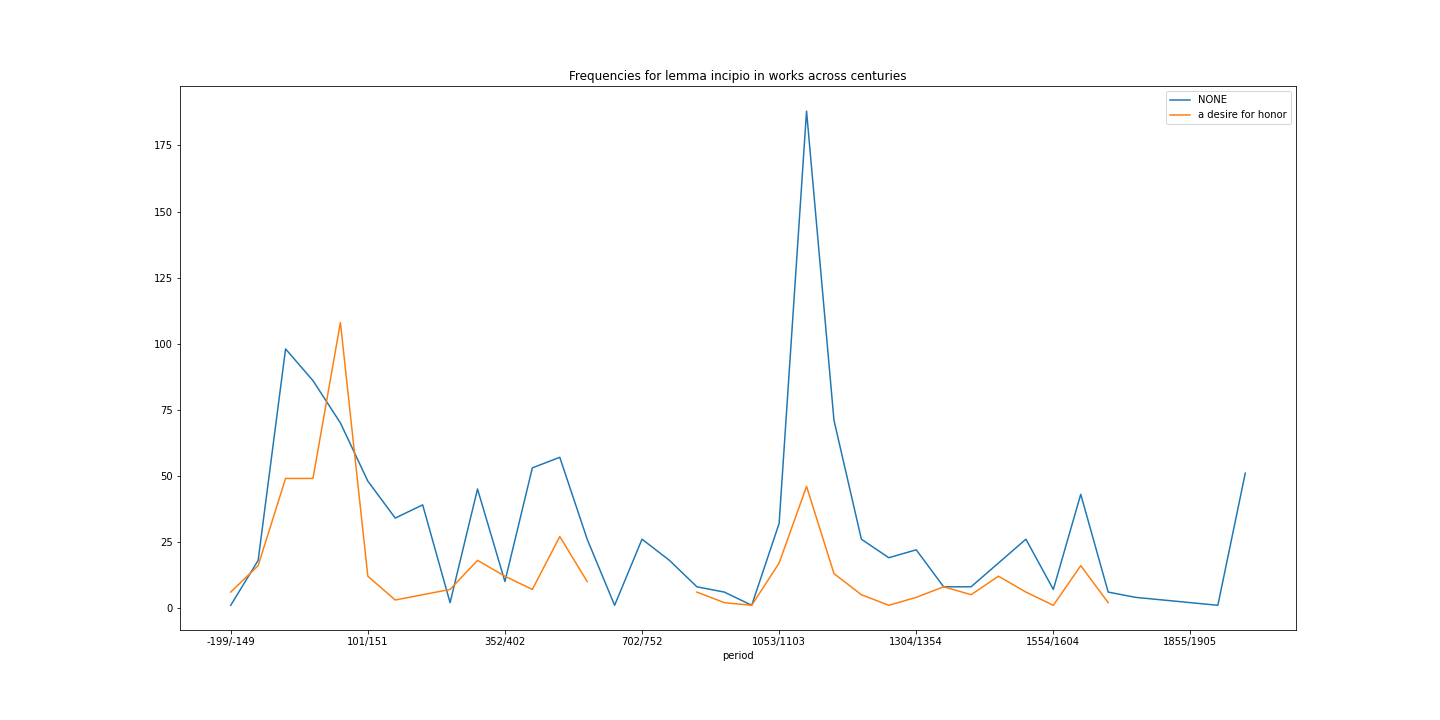 Frequencies for lemma incipio in works across centuries
NONE
a desire for honor
175
150
125
100
75
50
25
0
-199/-149 101/151 352/402 702/752 1053/1103 1304/1354 1554/1604 1855/1905
period